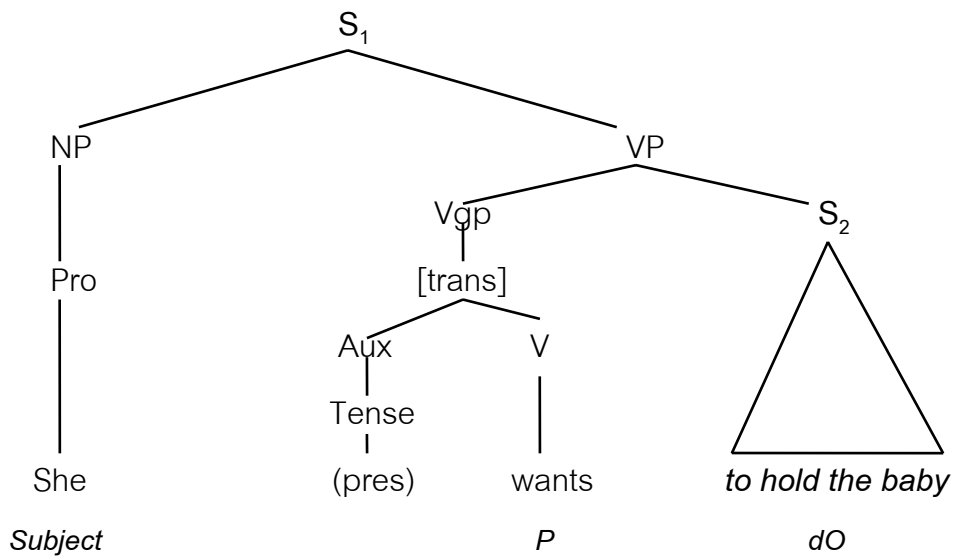 S₁
NP VP
Vgp S₂
Pro [trans]
Aux V
Tense
She (pres) wants to hold the baby
Subject P dO